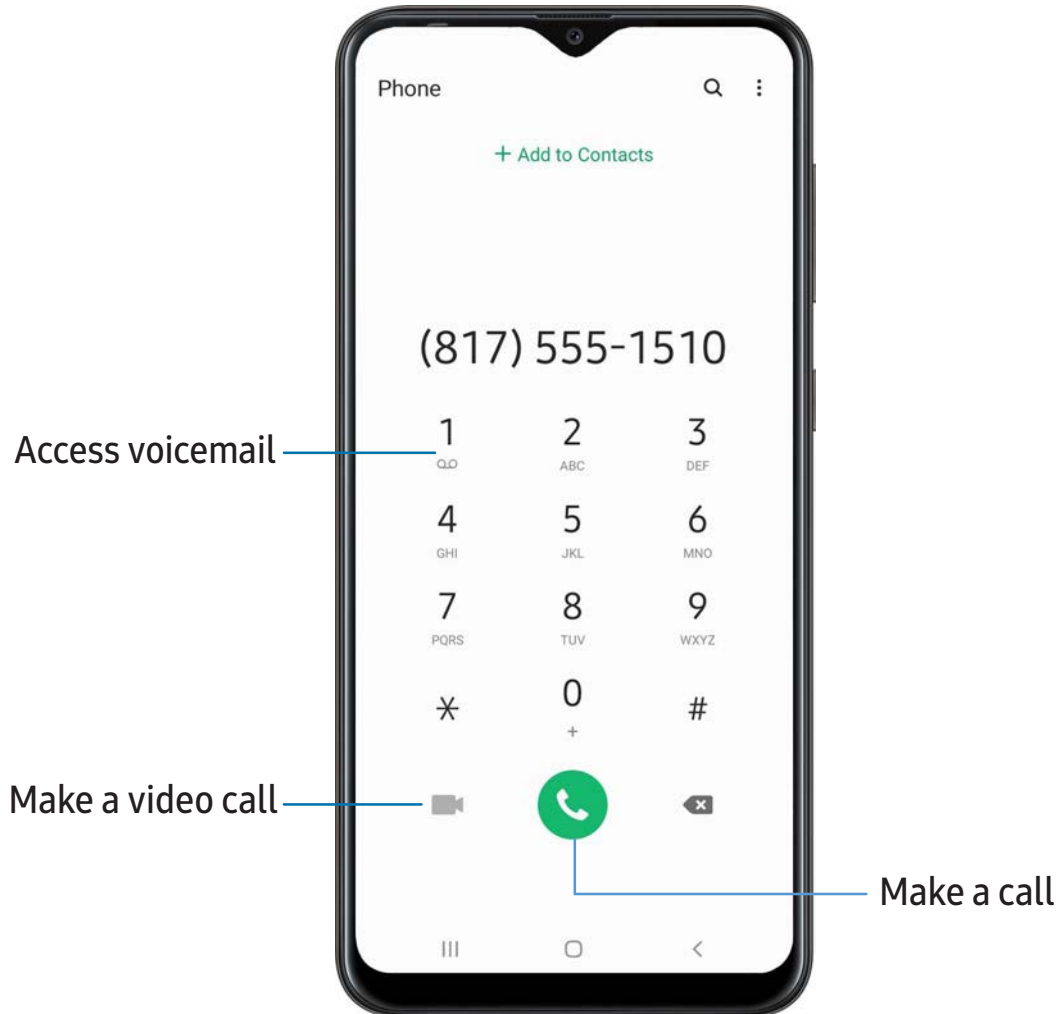 Phone
+ Add to Contacts
(817) 555-1510
Access voicemail
1 2 3
ABC DEF
4 5 6
GHI JKL MNO
7 8 9
PQRS TUV WXYZ
* 0 #
+
Make a video call
Make a call